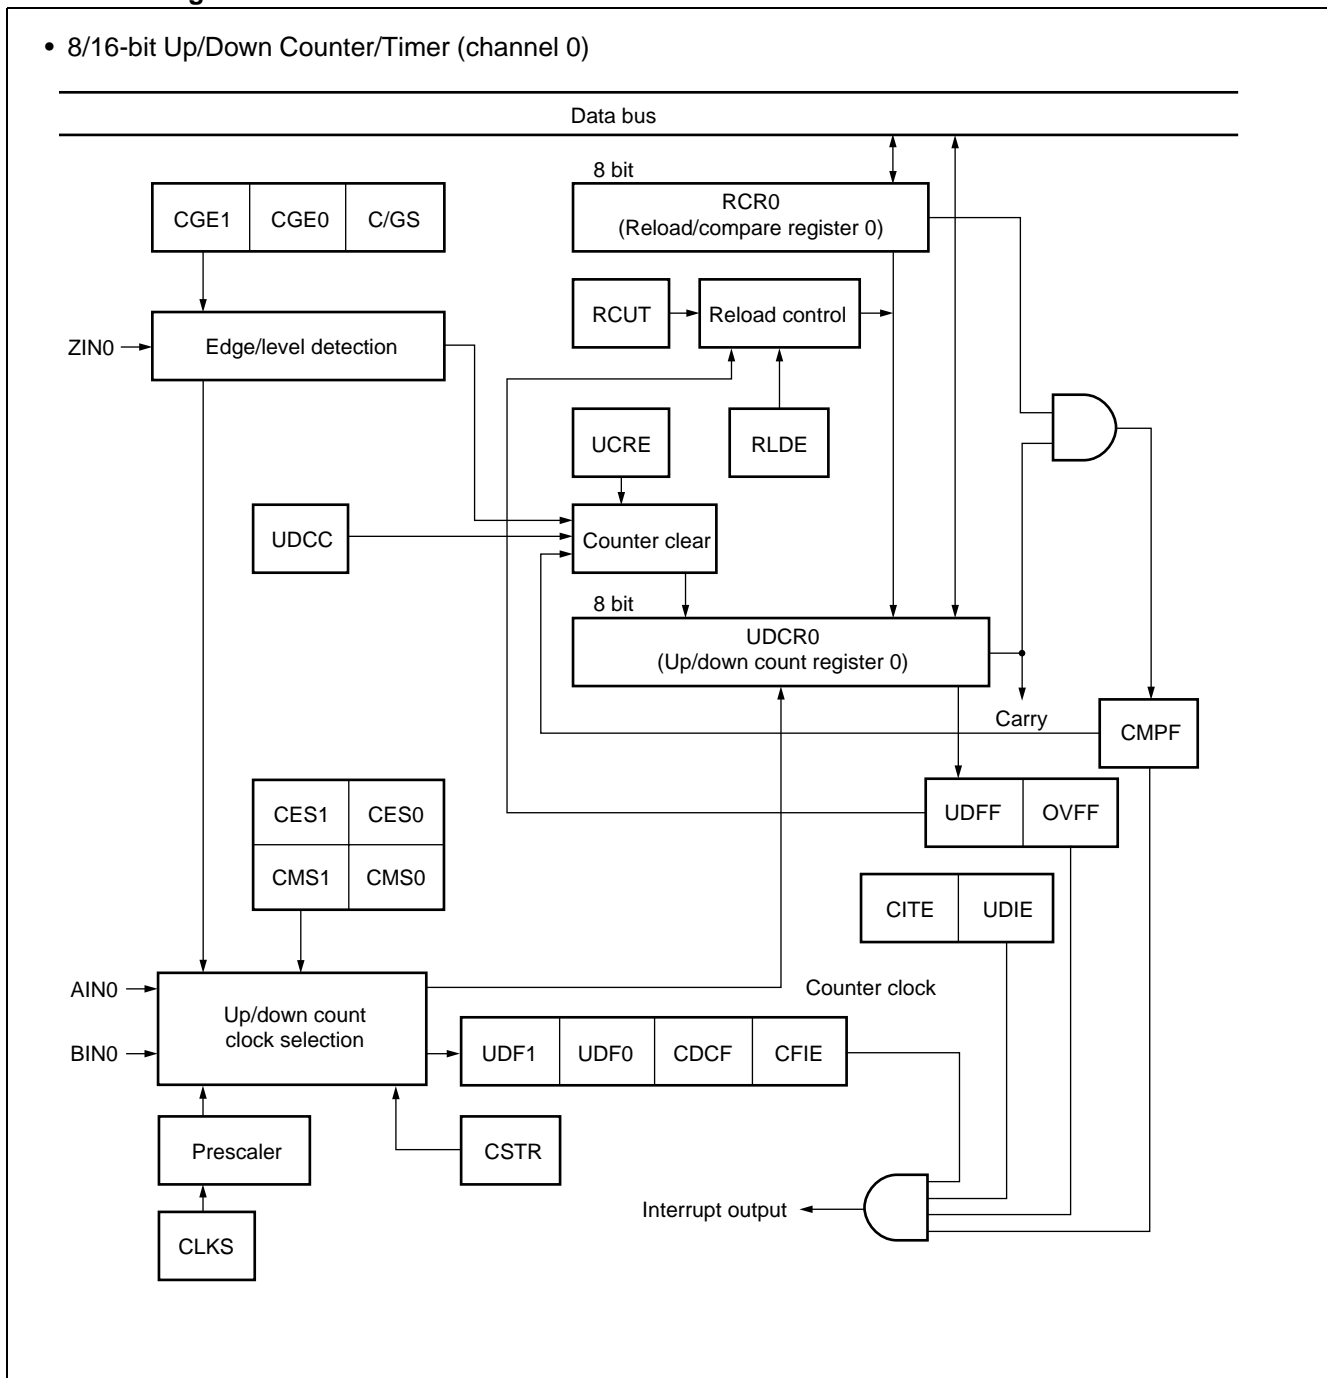 • 8/16-bit Up/Down Counter/Timer (channel 0)
Data bus
8 bit
CGE1 CGE0 C/GS
RCR0
(Reload/compare register 0)
RCUT
Reload control
ZIN0
Edge/level detection
UCRE
RLDE
UDCC
Counter clear
8 bit
UDCR0
(Up/down count register 0)
Carry
CMPF
CES1 CES0
UDFF OVFF
CMS1 CMS0
CITE UDIE
AIN0
Counter clock
Up/down count
clock selection
BIN0
UDF1 UDF0 CDCF CFIE
Prescaler
CSTR
Interrupt output
CLKS